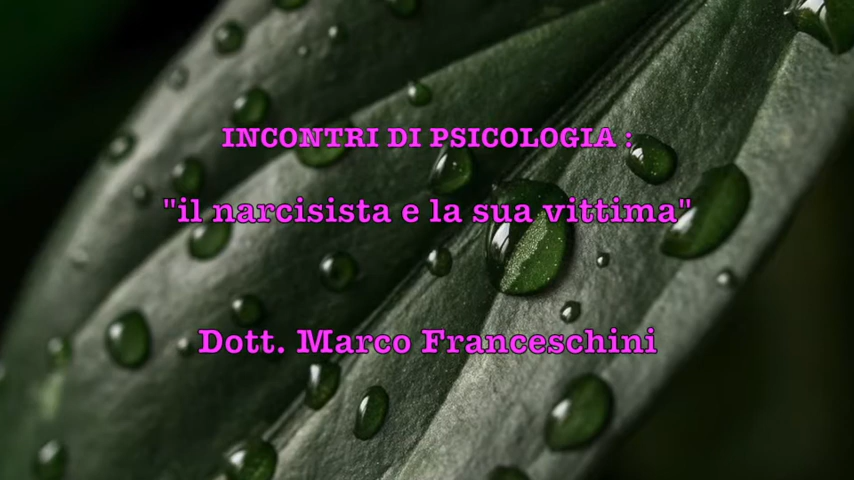 INCONTRI DI PSICOLOGIA :
"il narcisista e la sua vittima"
Dott. Marco Franceschini